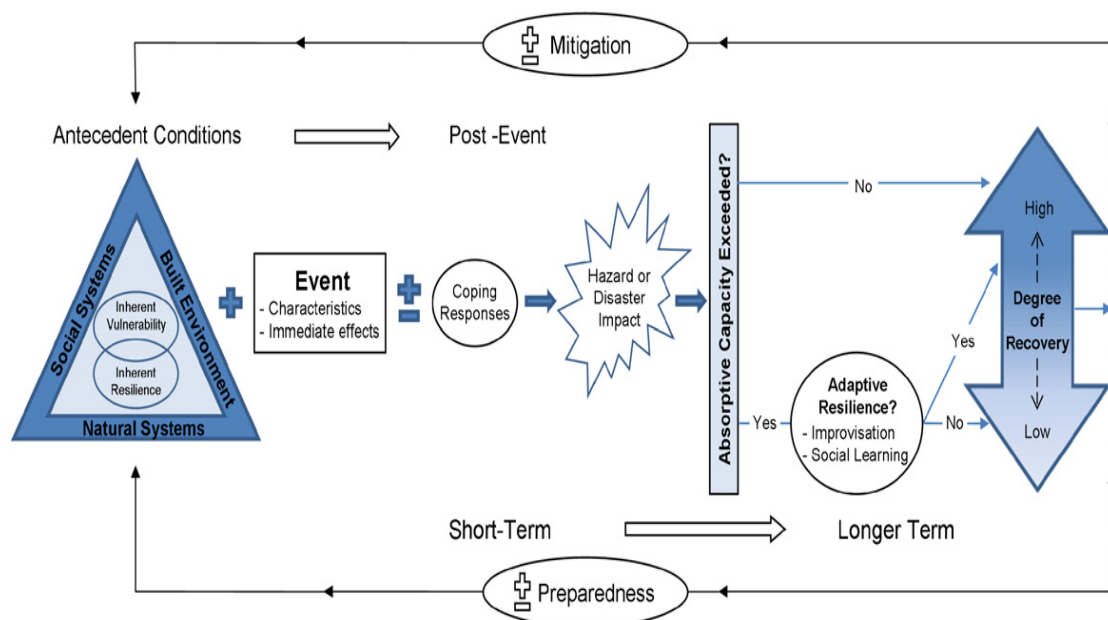 Mitigation
Antecedent Conditions
Post -Event
Social Systems
Built Environment
Natural Systems
Inherent
Vulnerability
Inherent
Resilience
Event
- Characteristics
- Immediate effects
Coping
Responses
Hazard or
Disaster
Impact
Absorptive Capacity Exceeded?
No
Yes
Adaptive
Resilience?
- Improvisation
- Social Learning
Yes
No
High
Degree
of
Recovery
Low
Short-Term
Longer Term
Preparedness